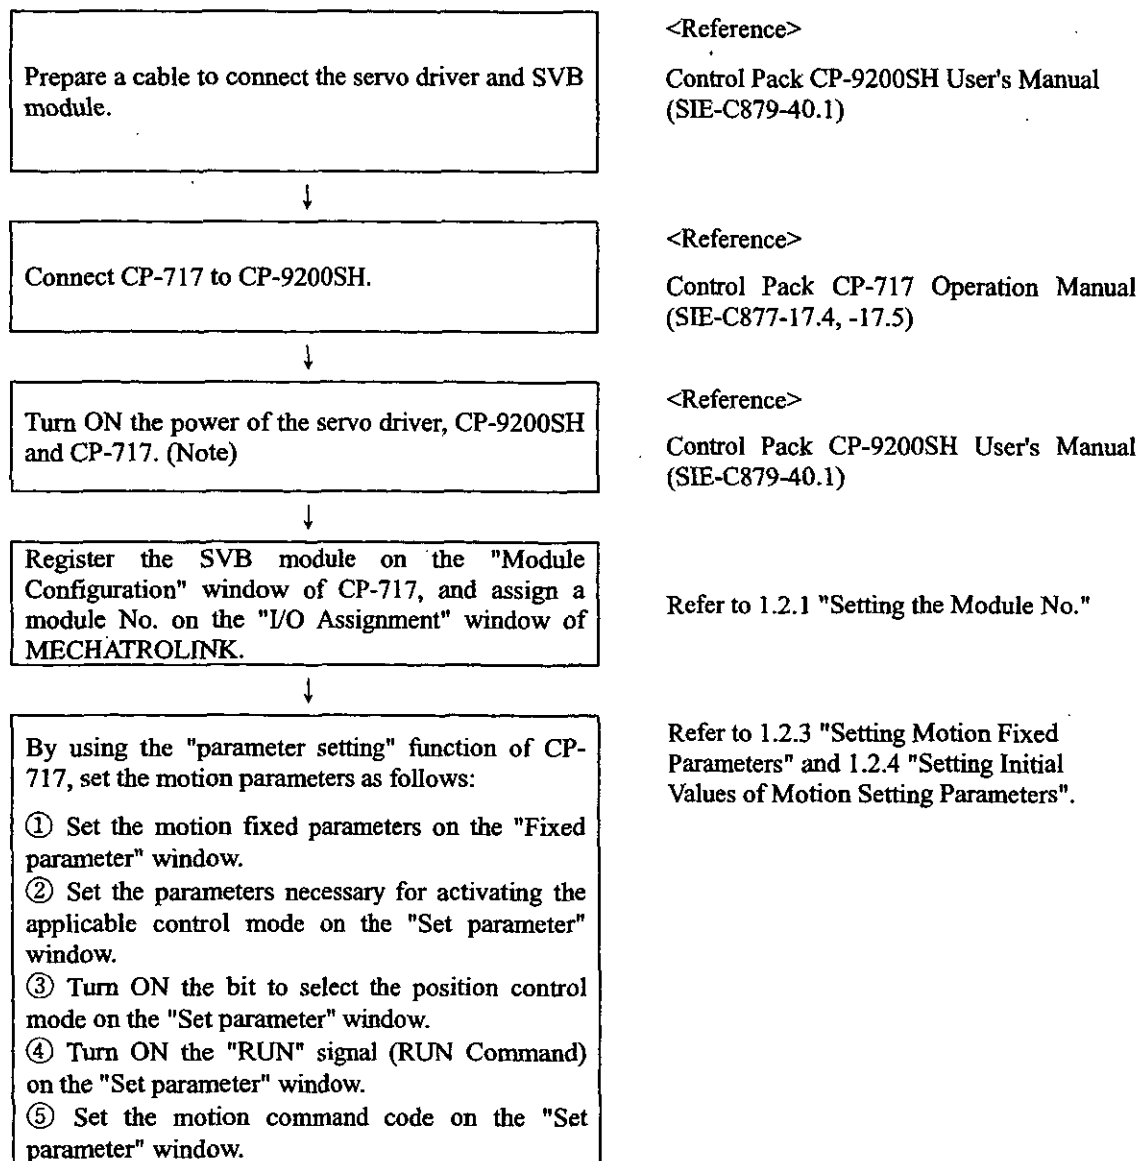 Prepare a cable to connect the servo driver and SVB
module.
<Reference>
Control Pack CP-9200SH User's Manual
(SIE-C879-40.1)
↓
Connect CP-717 to CP-9200SH.
<Reference>
Control Pack CP-717 Operation Manual
(SIE-C877-17.4, -17.5)
↓
Turn ON the power of the servo driver, CP-9200SH
and CP-717. (Note)
<Reference>
Control Pack CP-9200SH User's Manual
(SIE-C879-40.1)
↓
Register the SVB module on the "Module
Configuration" window of CP-717, and assign a
module No. on the "I/O Assignment" window of
MECHATROLINK.
Refer to 1.2.1 "Setting the Module No."
↓
By using the "parameter setting" function of CP-
717, set the motion parameters as follows:
① Set the motion fixed parameters on the "Fixed
parameter" window.
② Set the parameters necessary for activating the
applicable control mode on the "Set parameter"
window.
③ Turn ON the bit to select the position control
mode on the "Set parameter" window.
④ Turn ON the "RUN" signal (RUN Command)
on the "Set parameter" window.
⑤ Set the motion command code on the "Set
parameter" window.
Refer to 1.2.3 "Setting Motion Fixed
Parameters" and 1.2.4 "Setting Initial
Values of Motion Setting Parameters".